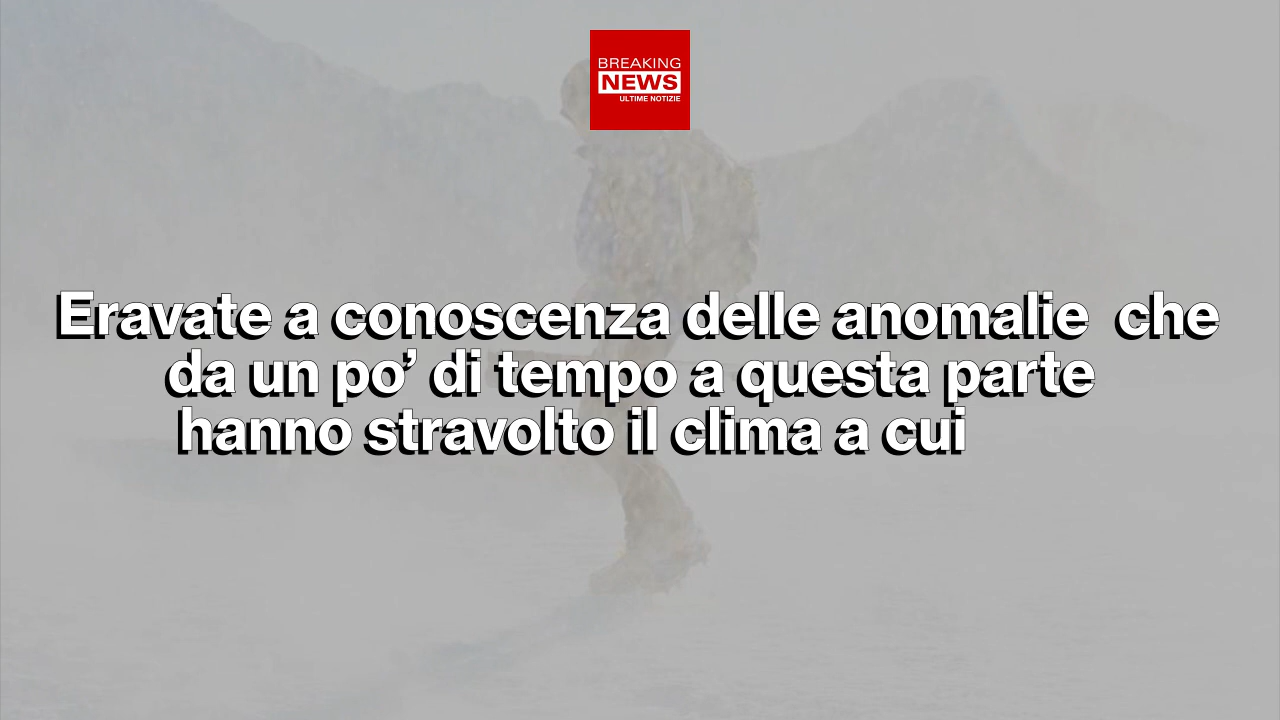 BREAKING
NEWS
ULTIME NOTIZIE
Eravate a conoscenza delle anomalie che
da un po’ di tempo a questa parte
hanno stravolto il clima a cui